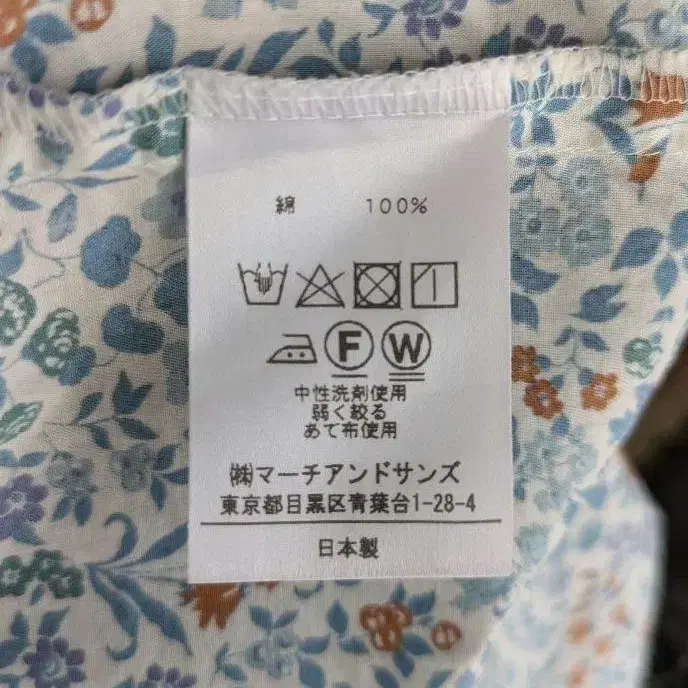 綿 100%
F W
中性洗剤使用
弱く絞る
あて布使用
㈱マーチアンドサンズ
東京都目黒区青葉台1-28-4
日本製